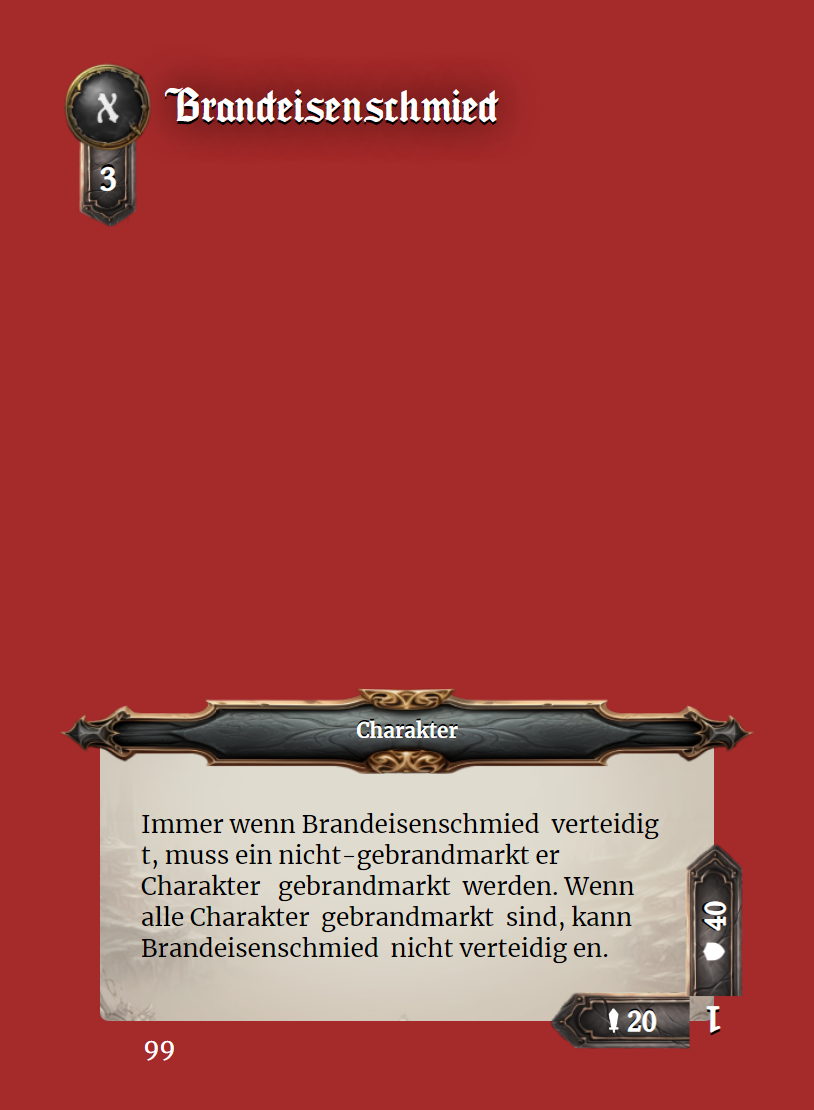 X
Brandeisenschmied
3
Charakter
Immer wenn Brandeisenschmied verteidig
t, muss ein nicht-gebrandmarkt er
Charakter gebrandmarkt werden. Wenn
alle Charakter gebrandmarkt sind, kann
Brandeisenschmied nicht verteidig en.
40
20
1
99